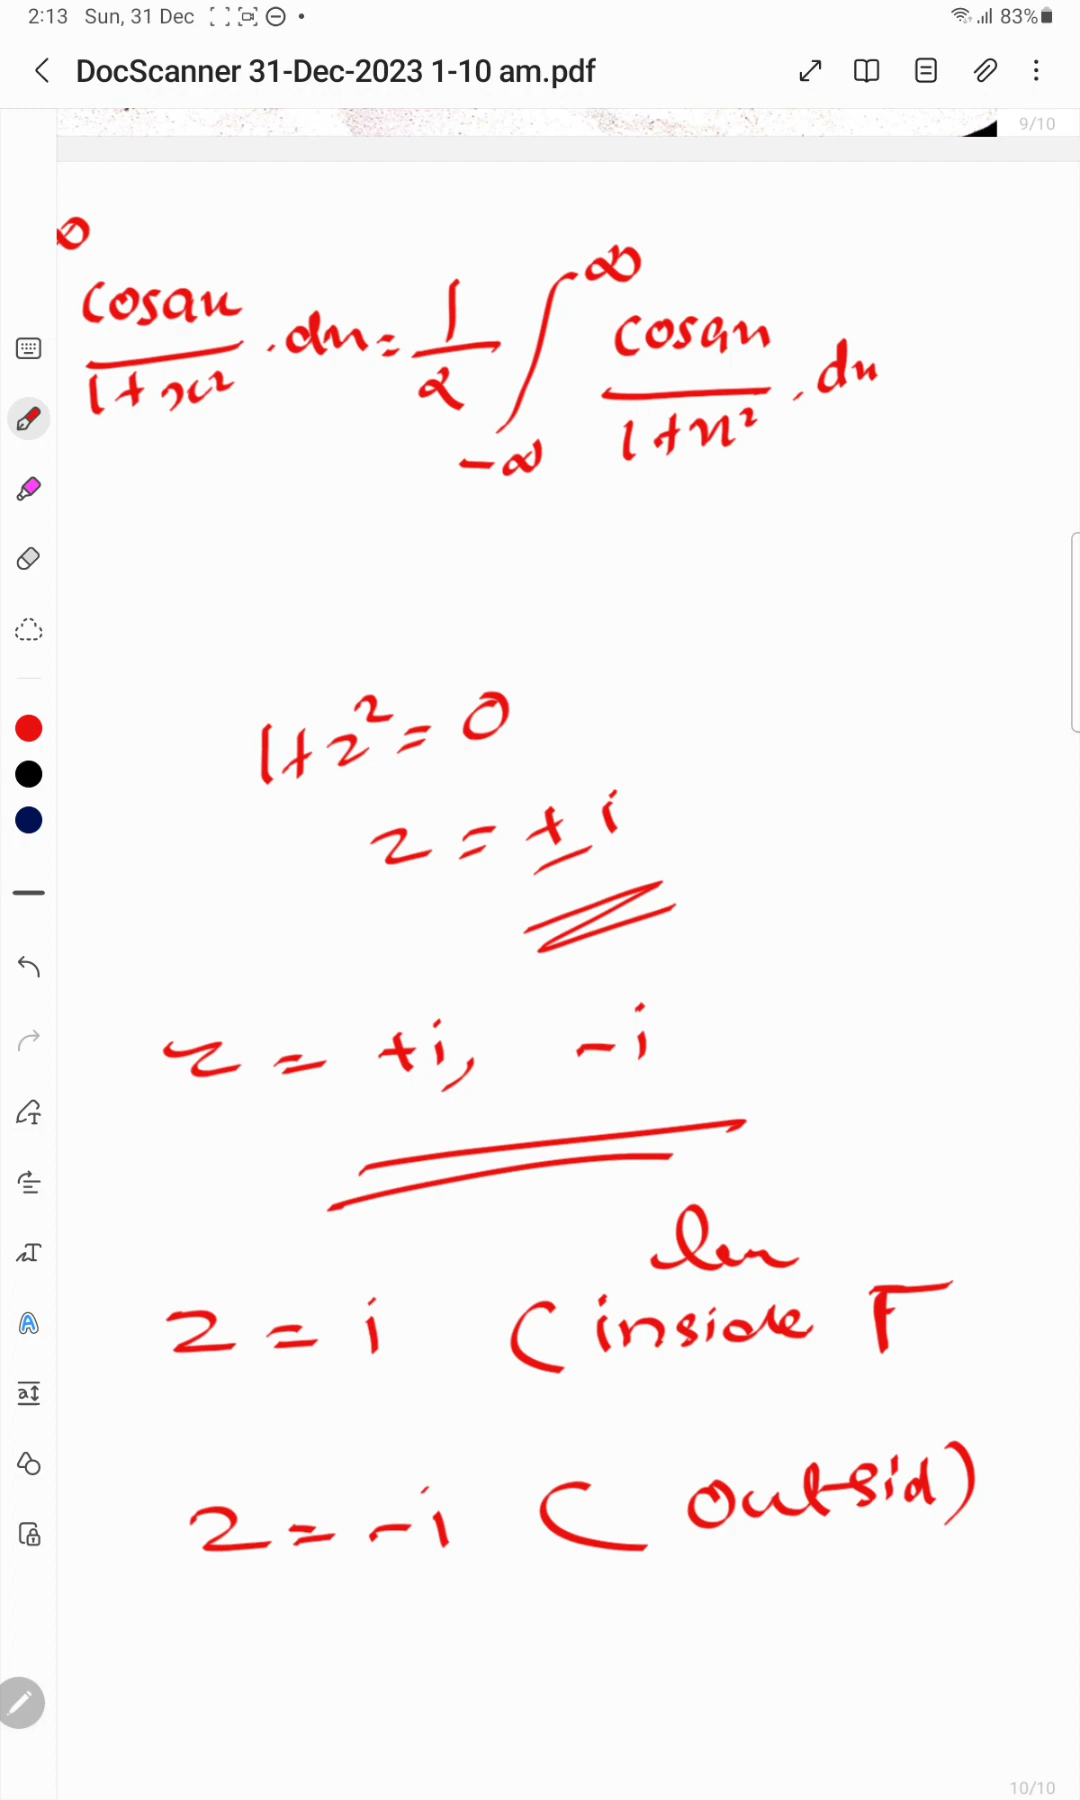 2:13 Sun, 31 Dec 83%
DocScanner 31-Dec-2023 1-10 am.pdf
9/10
∞
cosax / 1+x² . dx = 1/2 ∫ -∞ ∞ cosax / 1+x² . dx
1+z² = 0
z = ± i
z = +i, -i
z = i (inside Γ
z = -i ( outsid)
10/10